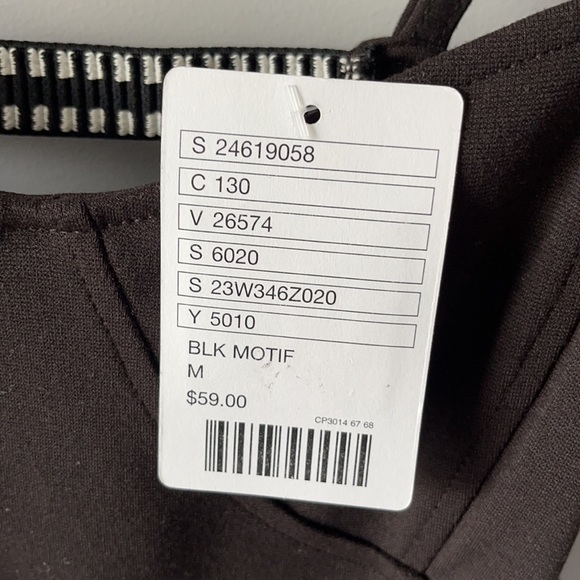 S 24619058
C 130
V 26574
S 6020
S 23W346Z020
Y 5010
BLK MOTIF
M
$59.00
CP3014 67 68